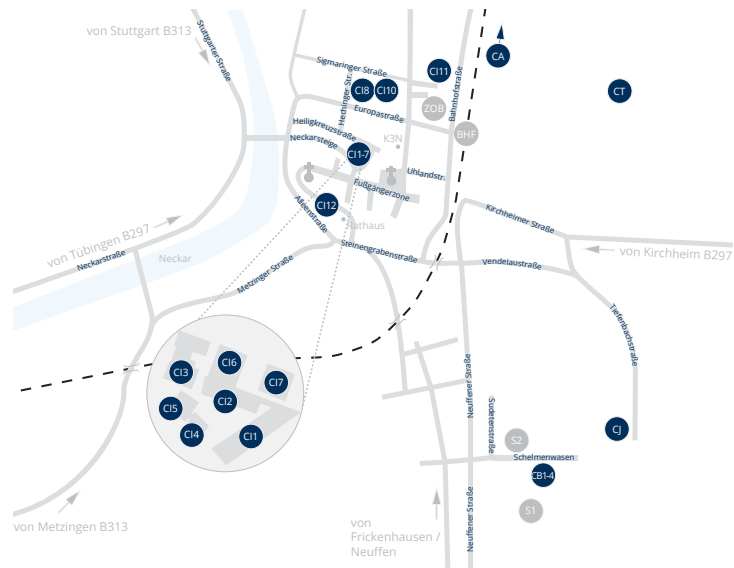 von Stuttgart B313
Stuttgarter Straße
CA
CT
CI11
Sigmaringer Straße
Hechinger Str.
CI8
CI10
ZOB
Bahnhofstraße
Europastraße
BHF
Heiligkreuzstraße
Neckarsteige
K3N
CI1-7
Uhlandstr.
Fußgängerzone
CI12
Alleenstraße
Rathaus
Kirchheimer Straße
von Kirchheim B297
von Tübingen B297
Neckarstraße
Neckar
Steinengrabenstraße
Vendelaustraße
Metzinger Straße
Tiefenbachstraße
CI6
CI3
CI7
CI2
CI5
CI4
CI1
Neuffener Straße
Sudetenstraße
S2
CJ
Schelmenwasen
CB1-4
S1
Neuffener Straße
von Metzingen B313
von
Frickenhausen /
Neuffen